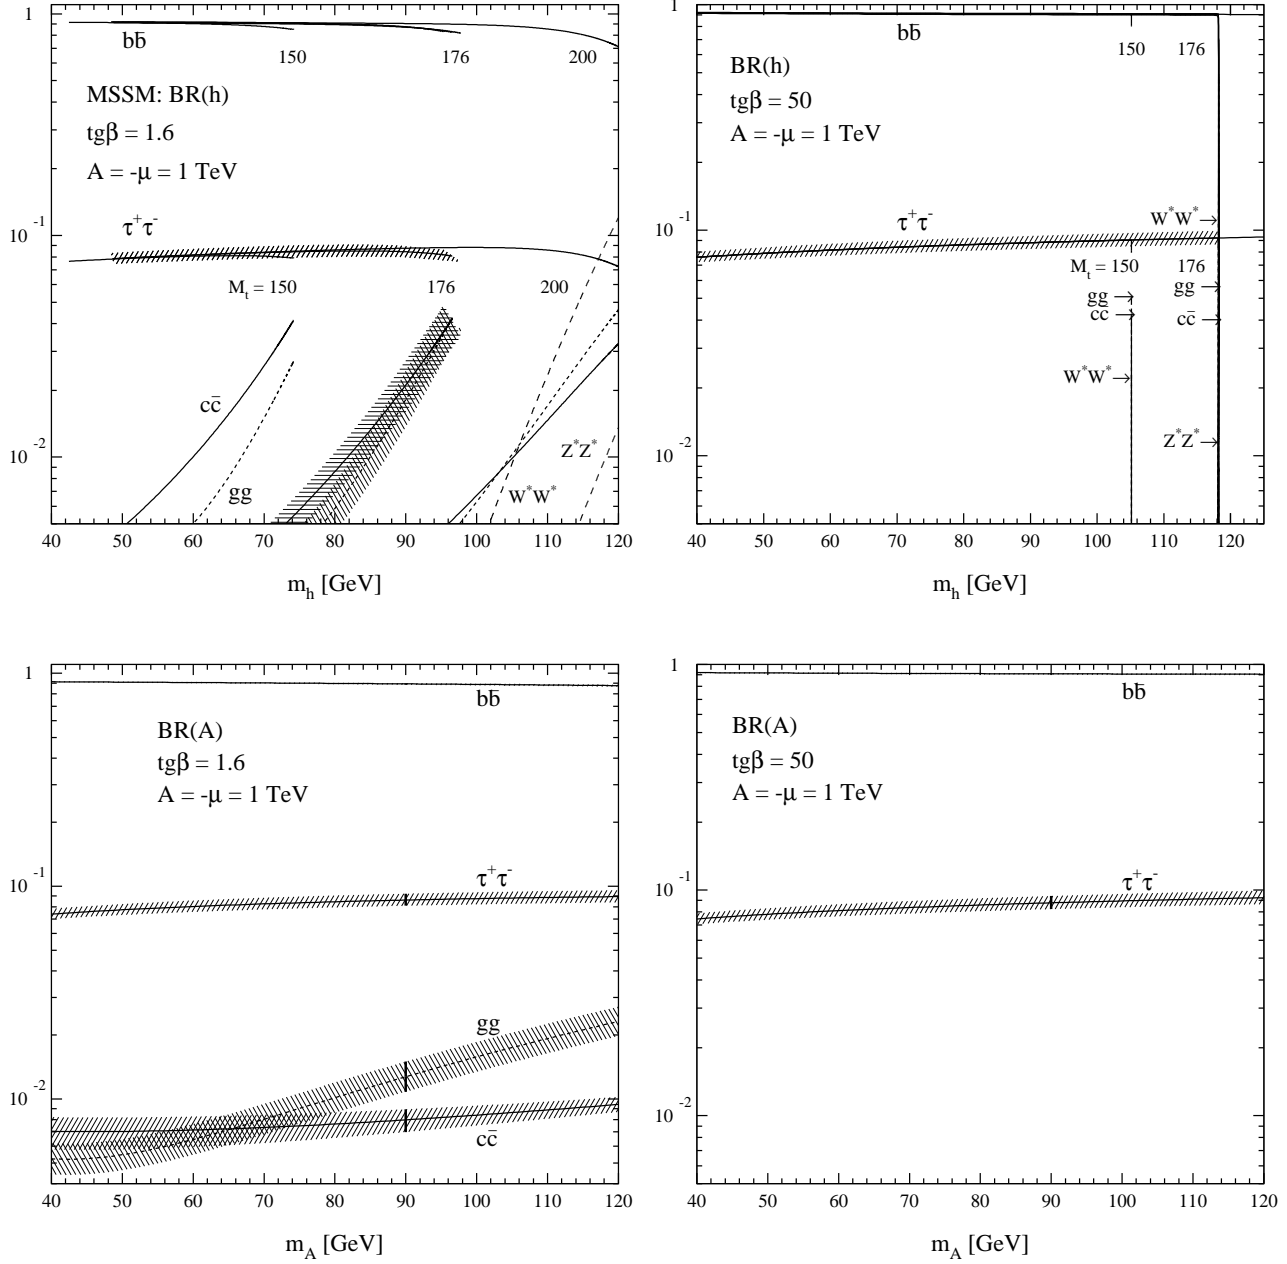 1
10⁻¹
10⁻²
bb̄
150
176
200
MSSM: BR(h)
tgβ = 1.6
A = -μ = 1 TeV
τ⁺τ⁻
Mₜ = 150
176
200
cc̄
gg
W*W*
Z*Z*
40 50 60 70 80 90 100 110 120
m_h [GeV]
1
10⁻¹
10⁻²
bb̄
150
176
BR(h)
tgβ = 50
A = -μ = 1 TeV
τ⁺τ⁻
W*W*
Mₜ = 150
176
gg
cc̄
W*W*
gg
cc̄
Z*Z*
40 50 60 70 80 90 100 110 120
m_h [GeV]
1
10⁻¹
10⁻²
bb̄
BR(A)
tgβ = 1.6
A = -μ = 1 TeV
τ⁺τ⁻
gg
cc̄
40 50 60 70 80 90 100 110 120
m_A [GeV]
1
10⁻¹
10⁻²
bb̄
BR(A)
tgβ = 50
A = -μ = 1 TeV
τ⁺τ⁻
40 50 60 70 80 90 100 110 120
m_A [GeV]